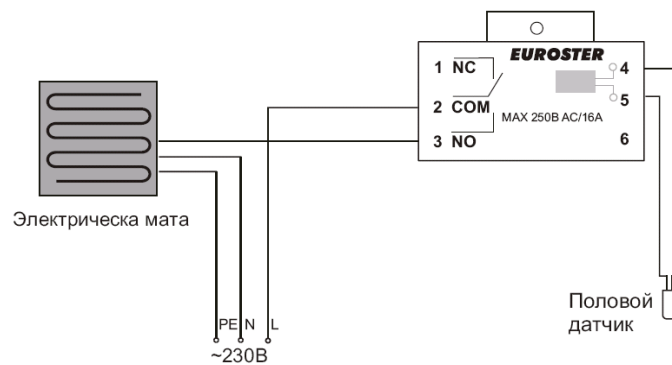 EUROSTER
1 NC
4
2 COM
5
MAX 250В AC/16A
3 NO
6
Электрическа мата
PE N L
~230В
Половой
датчик